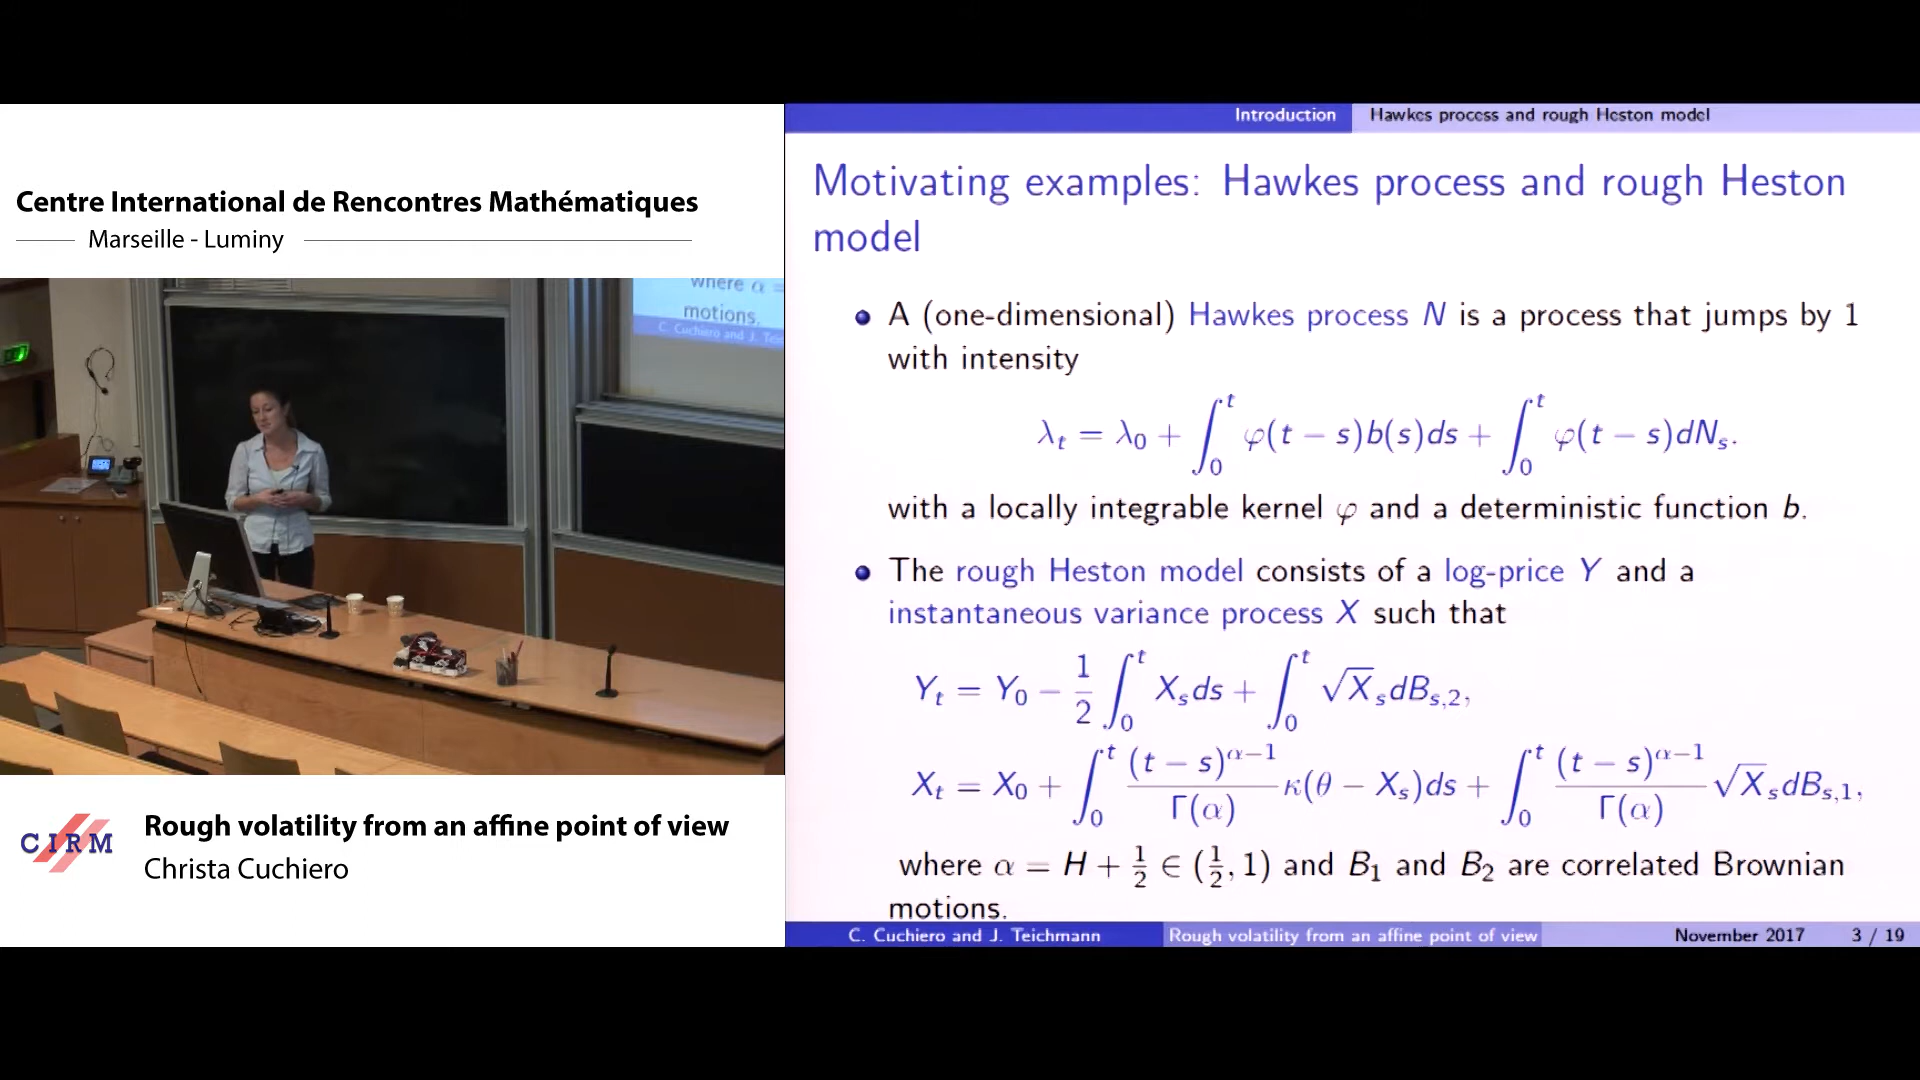 Centre International de Rencontres Mathématiques
Marseille - Luminy
where α =
motions.
C. Cuchiero and J. Teic
CIRM
Rough volatility from an affine point of view
Christa Cuchiero
Introduction Hawkes process and rough Heston model
Motivating examples: Hawkes process and rough Heston
model
A (one-dimensional) Hawkes process N is a process that jumps by 1
with intensity
λ_t = λ_0 + ∫_0^t φ(t − s)b(s)ds + ∫_0^t φ(t − s)dN_s.
with a locally integrable kernel φ and a deterministic function b.
The rough Heston model consists of a log-price Y and a
instantaneous variance process X such that
Y_t = Y_0 − 1/2 ∫_0^t X_s ds + ∫_0^t √X_s dB_{s,2},
X_t = X_0 + ∫_0^t (t − s)^{α−1}/Γ(α) κ(θ − X_s)ds + ∫_0^t (t − s)^{α−1}/Γ(α) √X_s dB_{s,1},
where α = H + 1/2 ∈ (1/2, 1) and B_1 and B_2 are correlated Brownian
motions.
C. Cuchiero and J. Teichmann Rough volatility from an affine point of view November 2017 3 / 19